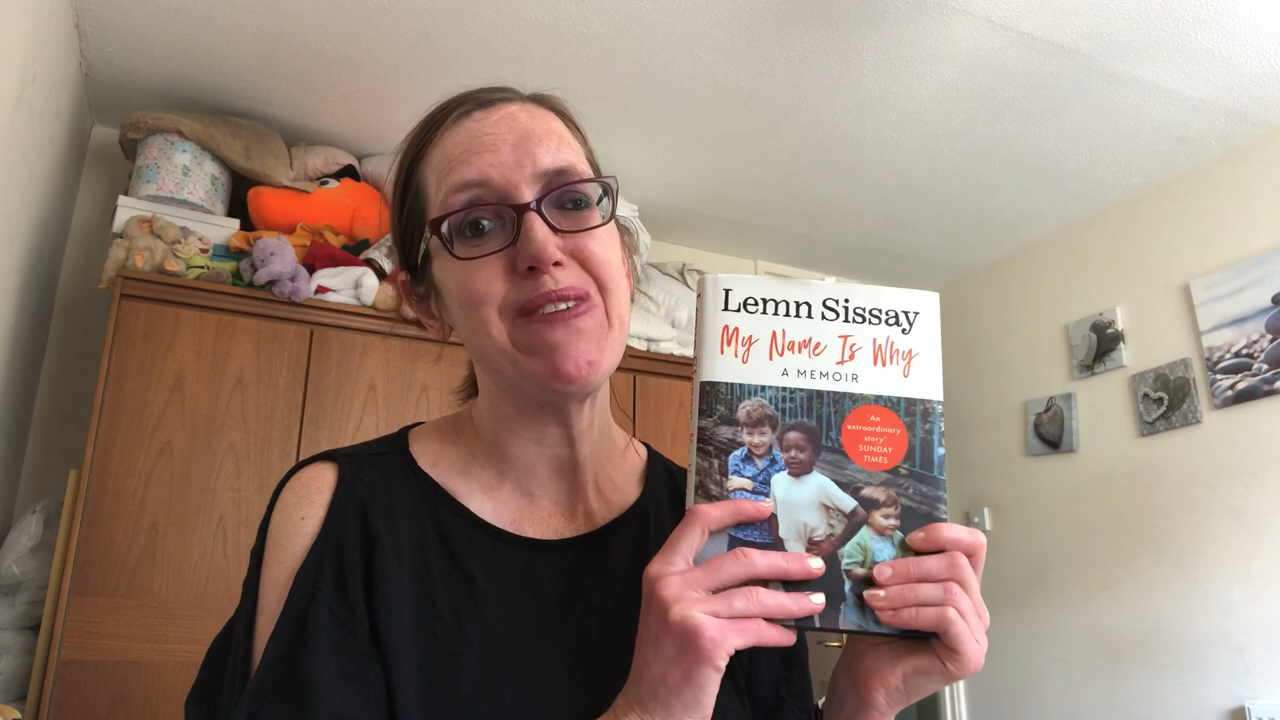 Lemn Sissay
My Name Is Why
A MEMOIR
'An
extraordinary
story'
SUNDAY
TIMES